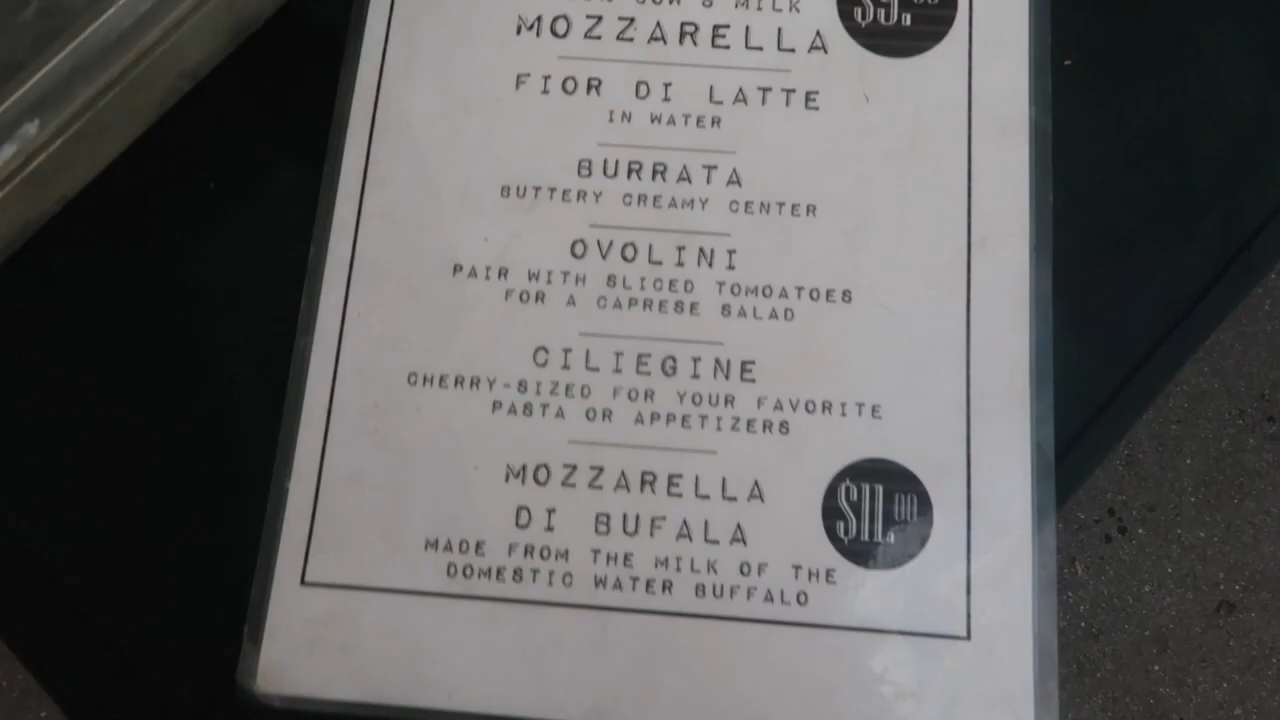 COW'S MILK
MOZZARELLA
FIOR DI LATTE
IN WATER
BURRATA
BUTTERY CREAMY CENTER
OVOLINI
PAIR WITH SLICED TOMOATOES
FOR A CAPRESE SALAD
CILIEGINE
CHERRY-SIZED FOR YOUR FAVORITE
PASTA OR APPETIZERS
MOZZARELLA
DI BUFALA
$11.00
MADE FROM THE MILK OF THE
DOMESTIC WATER BUFFALO